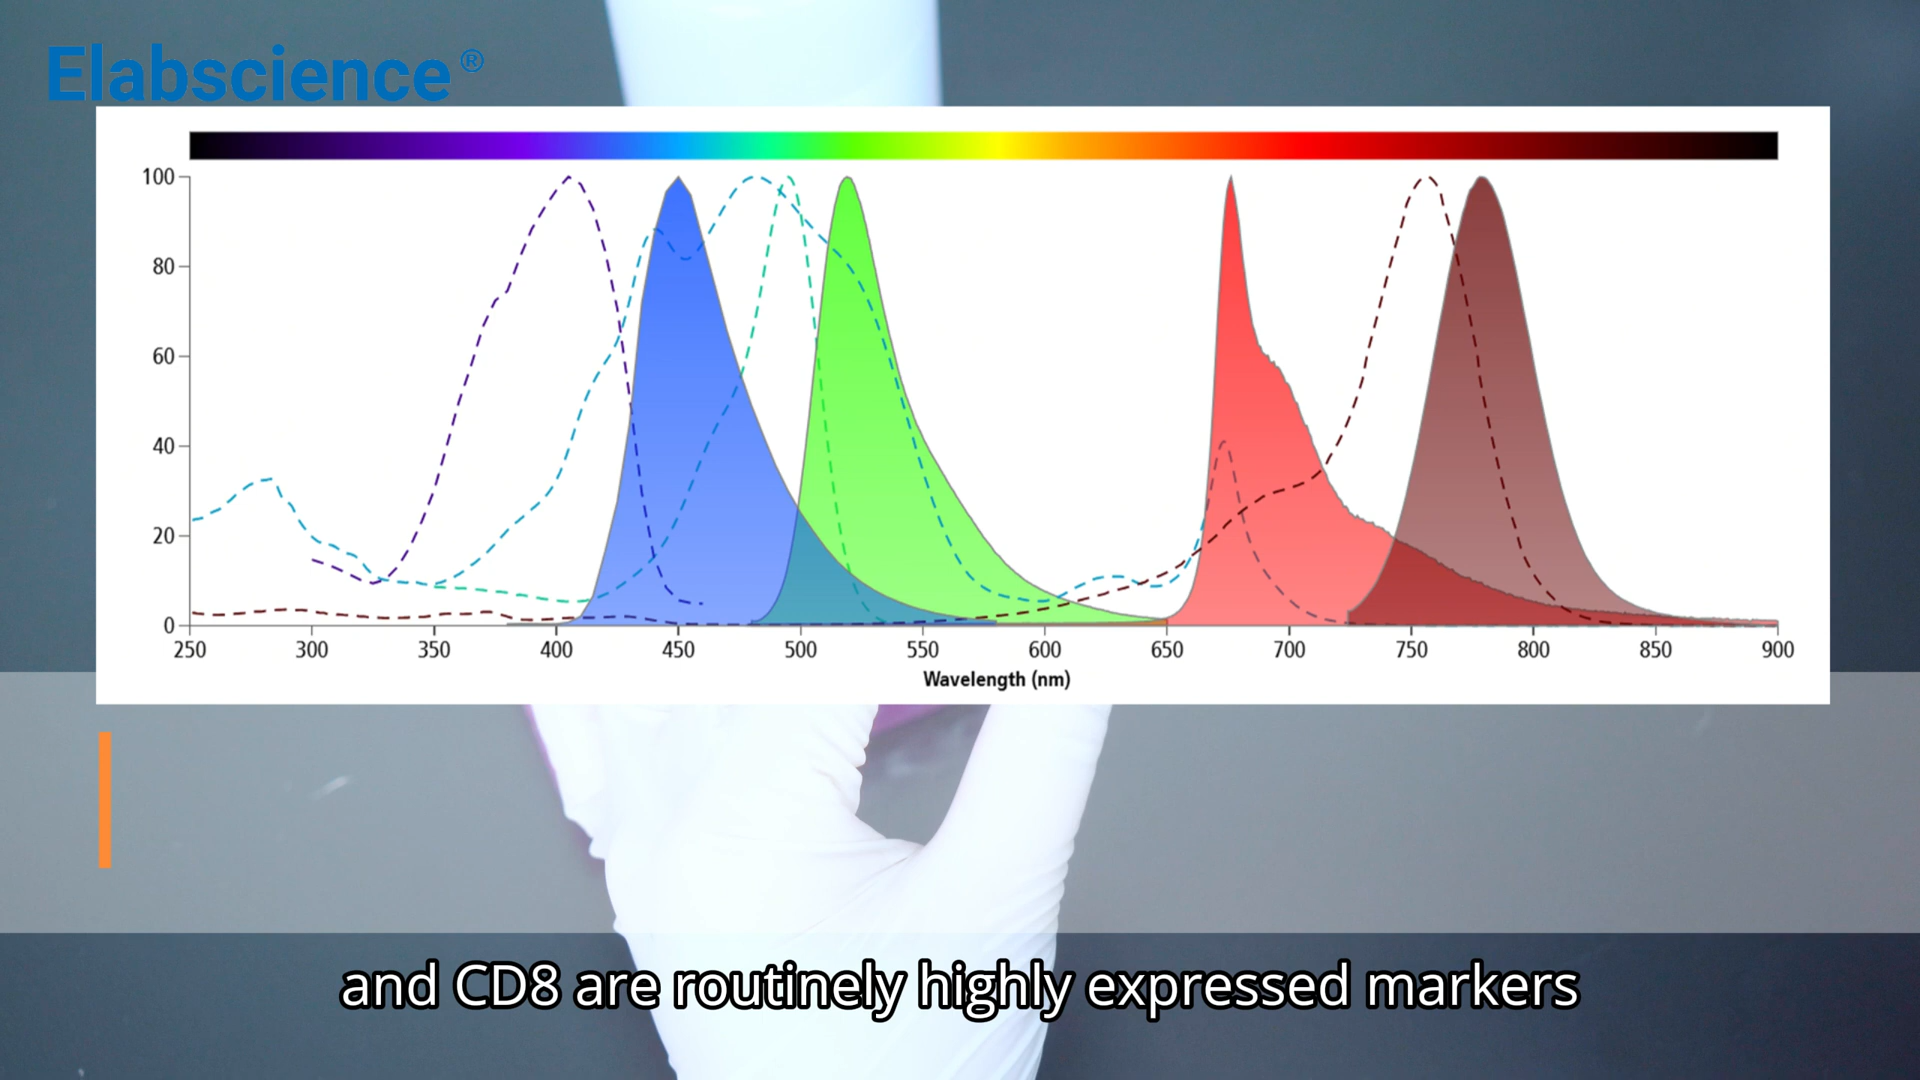 Elabscience®
100
80
60
40
20
0
250 300 350 400 450 500 550 600 650 700 750 800 850 900
Wavelength (nm)
and CD8 are routinely highly expressed markers